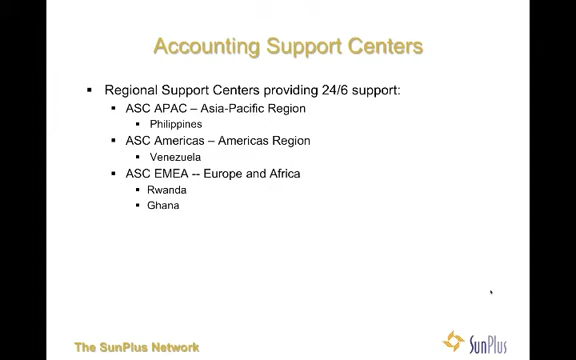 Accounting Support Centers
Regional Support Centers providing 24/6 support:
ASC APAC – Asia-Pacific Region
Philippines
ASC Americas – Americas Region
Venezuela
ASC EMEA -- Europe and Africa
Rwanda
Ghana
The SunPlus Network
SunPlus